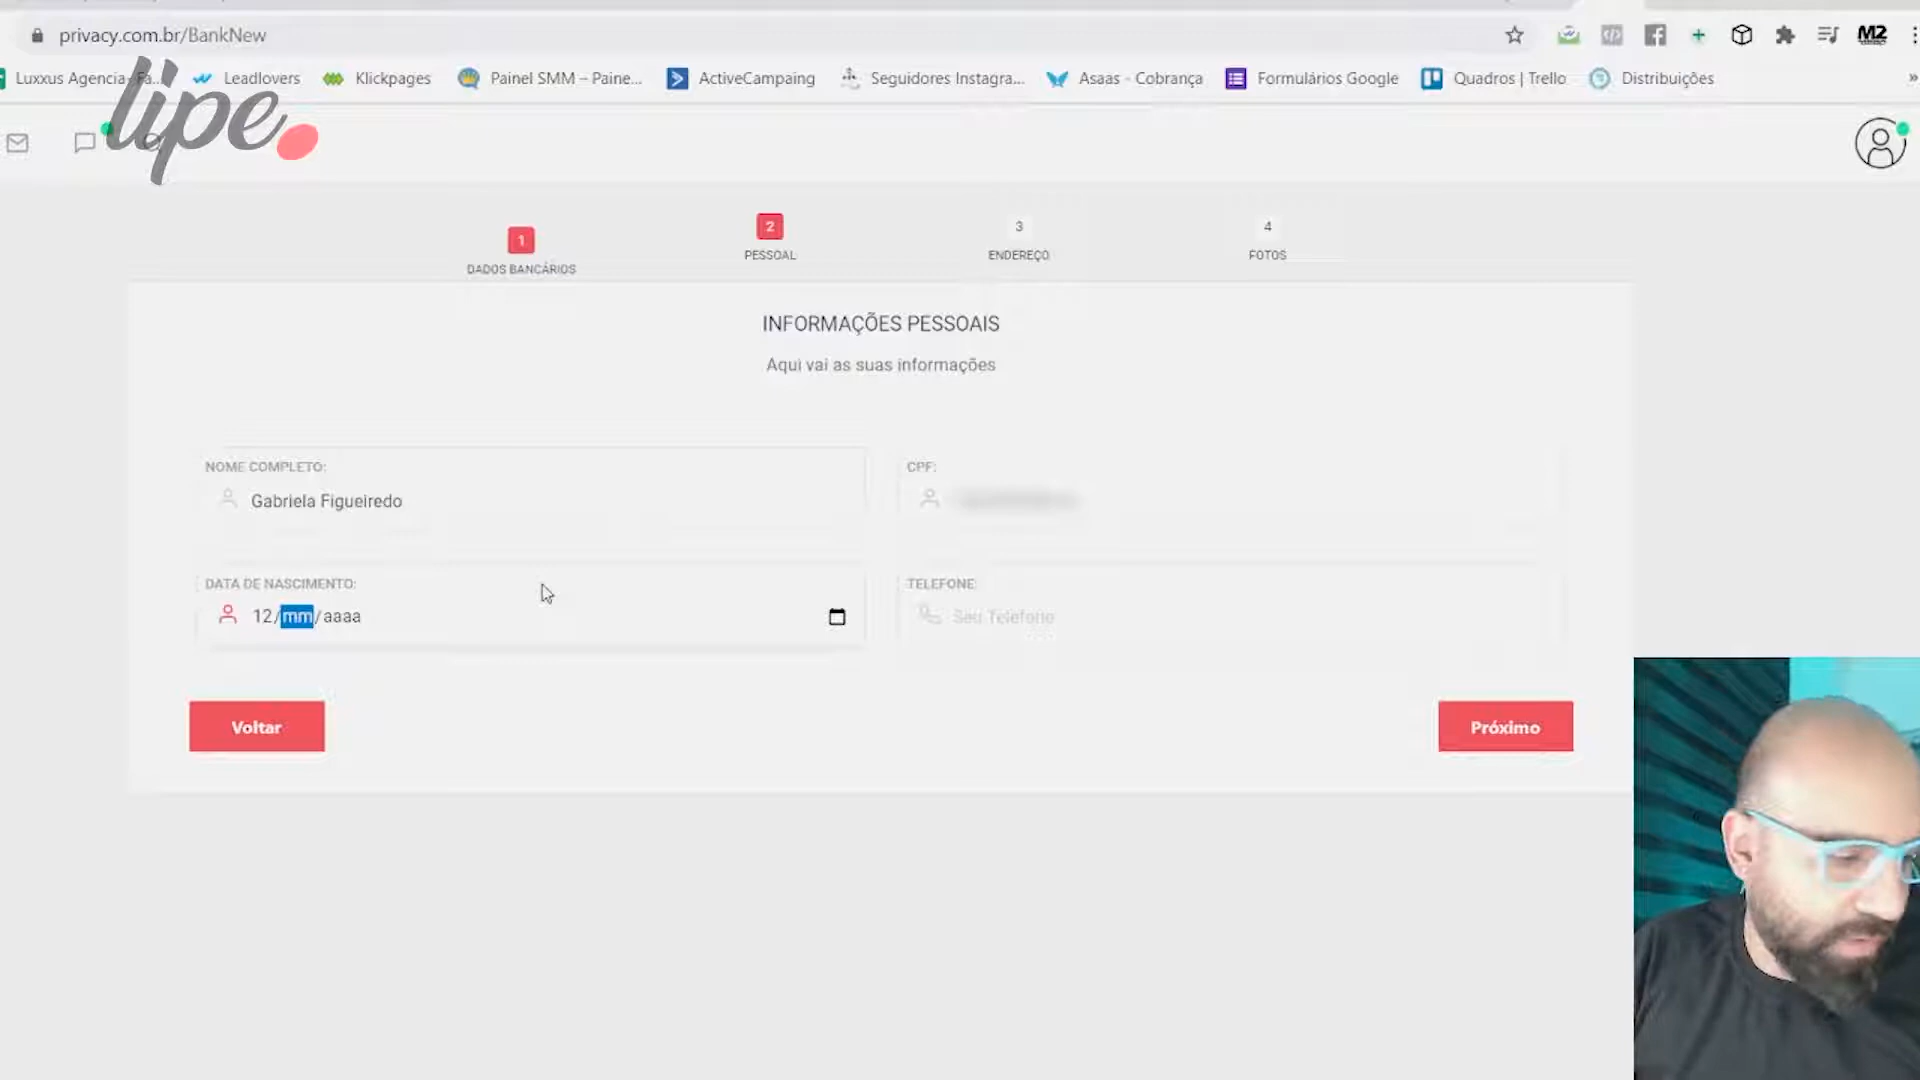 privacy.com.br/BankNew
M2
Luxxus Agencia- Fa...
Leadlovers
Klickpages
Painel SMM – Paine...
ActiveCampaing
Seguidores Instagra...
Asaas - Cobrança
Formulários Google
Quadros | Trello
Distribuições
»
lipe.
1
DADOS BANCÁRIOS
2
PESSOAL
3
ENDEREÇO
4
FOTOS
INFORMAÇÕES PESSOAIS
Aqui vai as suas informações
NOME COMPLETO:
Gabriela Figueiredo
CPF:
DATA DE NASCIMENTO:
12/mm/aaaa
TELEFONE:
Seu Telefone
Voltar
Próximo